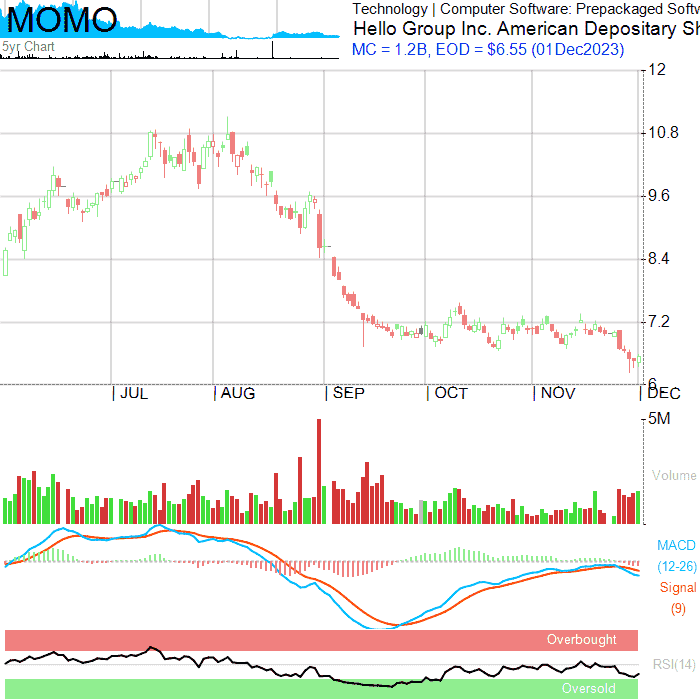 MOMO
Technology | Computer Software: Prepackaged Softw
Hello Group Inc. American Depositary Sh
5yr Chart
MC = 1.2B, EOD = $6.55 (01Dec2023)
12
10.8
9.6
8.4
7.2
6
| JUL | AUG | SEP | OCT | NOV | DEC
5M
Volume
MACD
(12-26)
Signal
(9)
Overbought
RSI(14)
Oversold